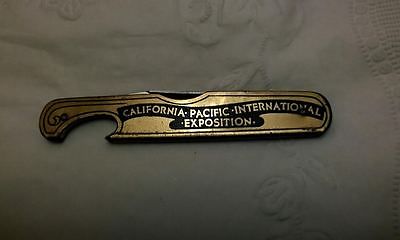 CALIFORNIA · PACIFIC · INTERNATIONAL
· EXPOSITION ·